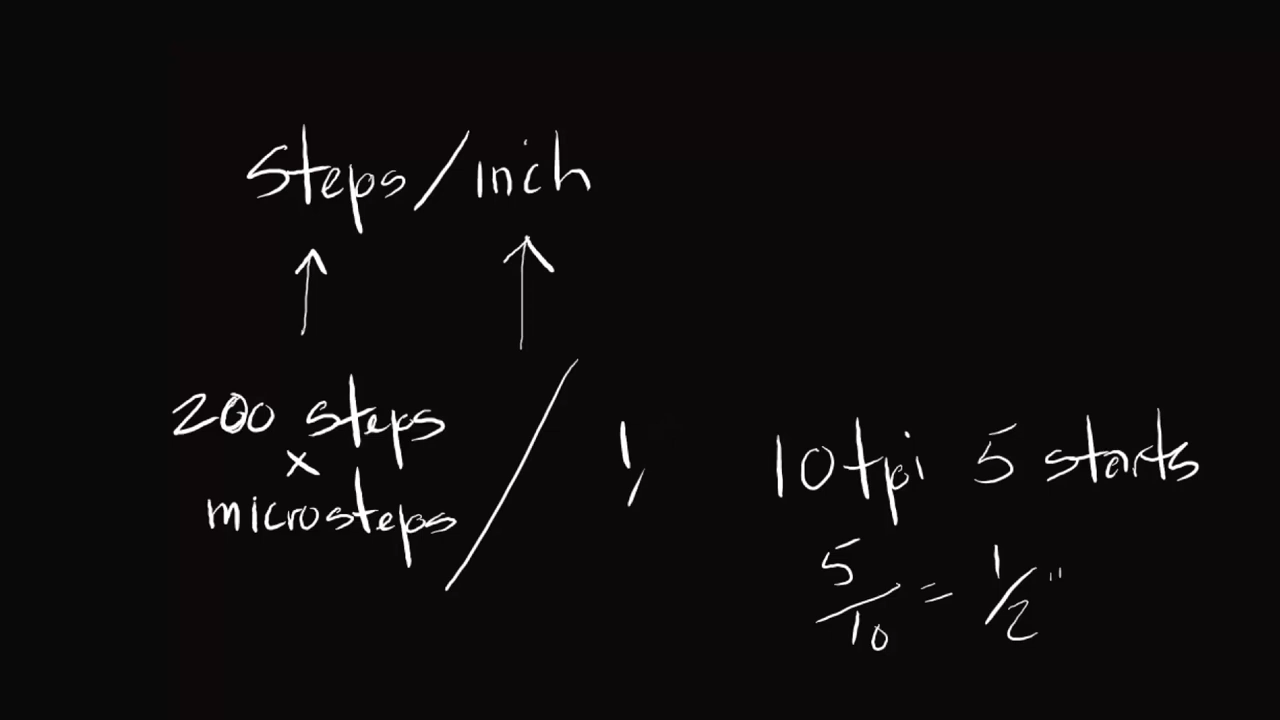 steps/inch
200 steps / 1/
x
microsteps
10 tpi 5 starts
5/10 = 1/2"